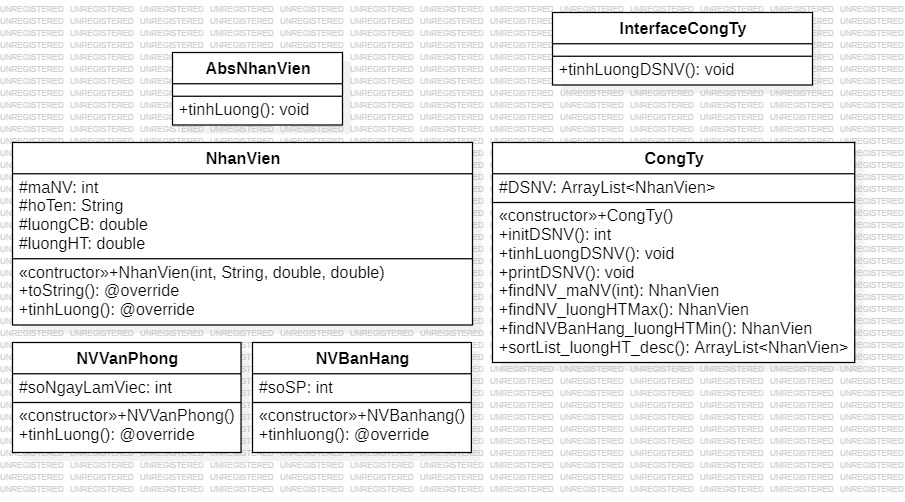 AbsNhanVien
+tinhLuong(): void
InterfaceCongTy
+tinhLuongDSNV(): void
NhanVien
#maNV: int
#hoTen: String
#luongCB: double
#luongHT: double
«contructor»+NhanVien(int, String, double, double)
+toString(): @override
+tinhLuong(): @override
CongTy
#DSNV: ArrayList<NhanVien>
«constructor»+CongTy()
+initDSNV(): int
+tinhLuongDSNV(): void
+printDSNV(): void
+findNV_maNV(int): NhanVien
+findNV_luongHTMax(): NhanVien
+findNVBanHang_luongHTMin(): NhanVien
+sortList_luongHT_desc(): ArrayList<NhanVien>
NVVanPhong
#soNgayLamViec: int
«constructor»+NVVanPhong()
+tinhLuong(): @override
NVBanHang
#soSP: int
«constructor»+NVBanhang()
+tinhluong(): @override
UNREGISTERED